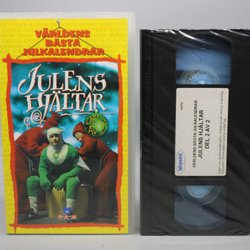 VÄRLDENS
BÄSTA
JULKALENDRAR
JULENS
HJÄLTAR
VÄRLDENS BÄSTA JULKALENDRAR
JULENS HJÄLTAR
DEL 2 AV 2